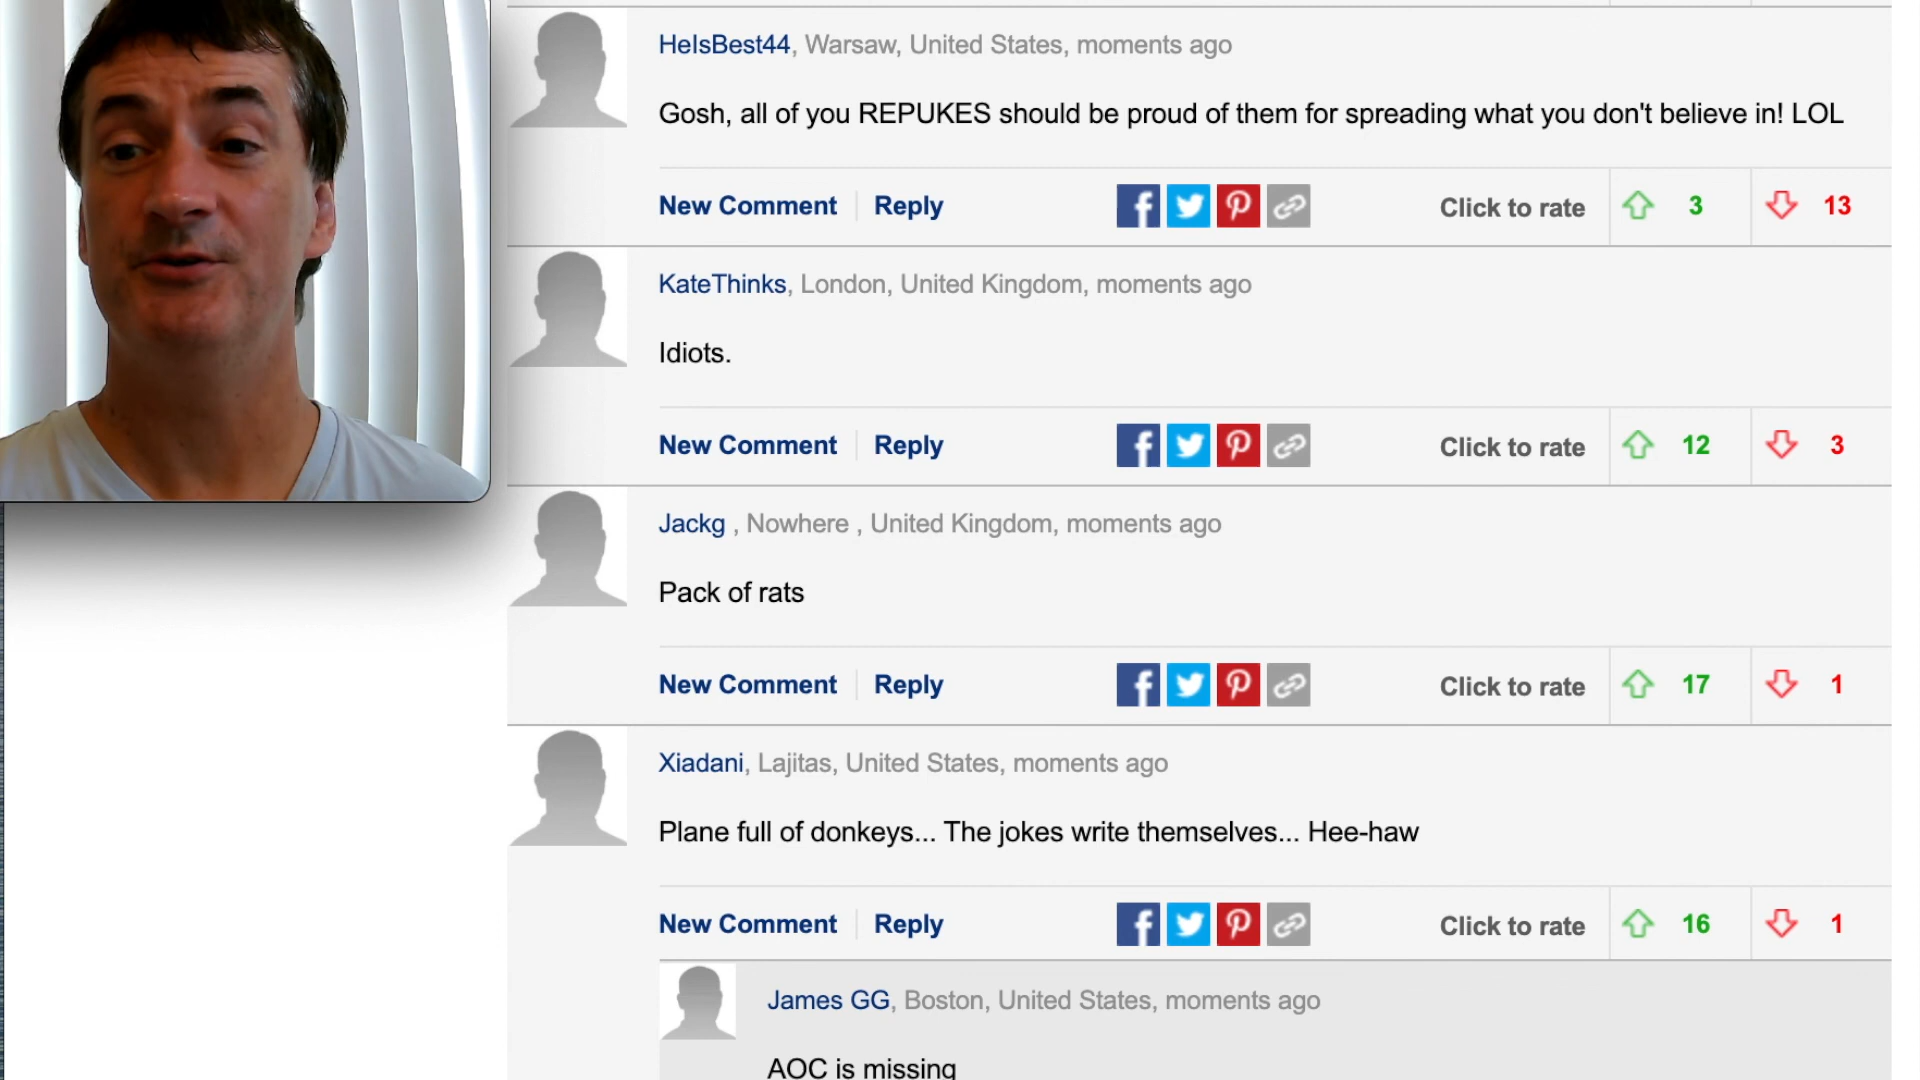 HeIsBest44, Warsaw, United States, moments ago
Gosh, all of you REPUKES should be proud of them for spreading what you don't believe in! LOL
New Comment Reply Click to rate 3 13
KateThinks, London, United Kingdom, moments ago
Idiots.
New Comment Reply Click to rate 12 3
Jackg , Nowhere , United Kingdom, moments ago
Pack of rats
New Comment Reply Click to rate 17 1
Xiadani, Lajitas, United States, moments ago
Plane full of donkeys... The jokes write themselves... Hee-haw
New Comment Reply Click to rate 16 1
James GG, Boston, United States, moments ago
AOC is missing